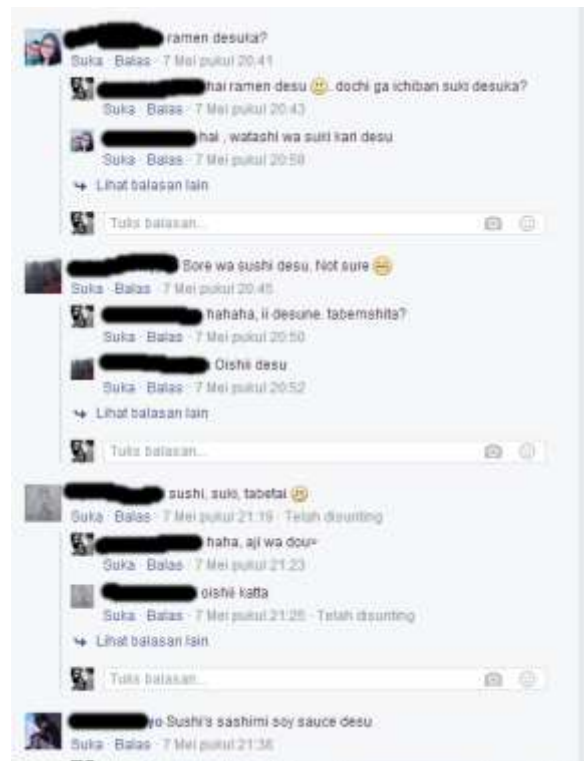 ramen desuka?
Suka · Balas · 7 Mei pukul 20.41
hai ramen desu dochi ga ichiban suki desuka?
Suka · Balas · 7 Mei pukul 20.43
hai , watashi wa suki kari desu
Suka · Balas · 7 Mei pukul 20.58
Lihat balasan lain
Tulis balasan...
Sore wa sushi desu. Not sure
Suka · Balas · 7 Mei pukul 20.45
hahaha, ii desune. tabemshita?
Suka · Balas · 7 Mei pukul 20.50
Oishii desu
Suka · Balas · 7 Mei pukul 20.52
Lihat balasan lain
Tulis balasan...
sushi, suki, tabetai
Suka · Balas · 7 Mei pukul 21.19 · Telah disunting
haha, aji wa dou=
Suka · Balas · 7 Mei pukul 21.23
oishii katta
Suka · Balas · 7 Mei pukul 21.25 · Telah disunting
Lihat balasan lain
Tulis balasan...
yo Sushi's sashimi soy sauce desu
Suka · Balas · 7 Mei pukul 21.38